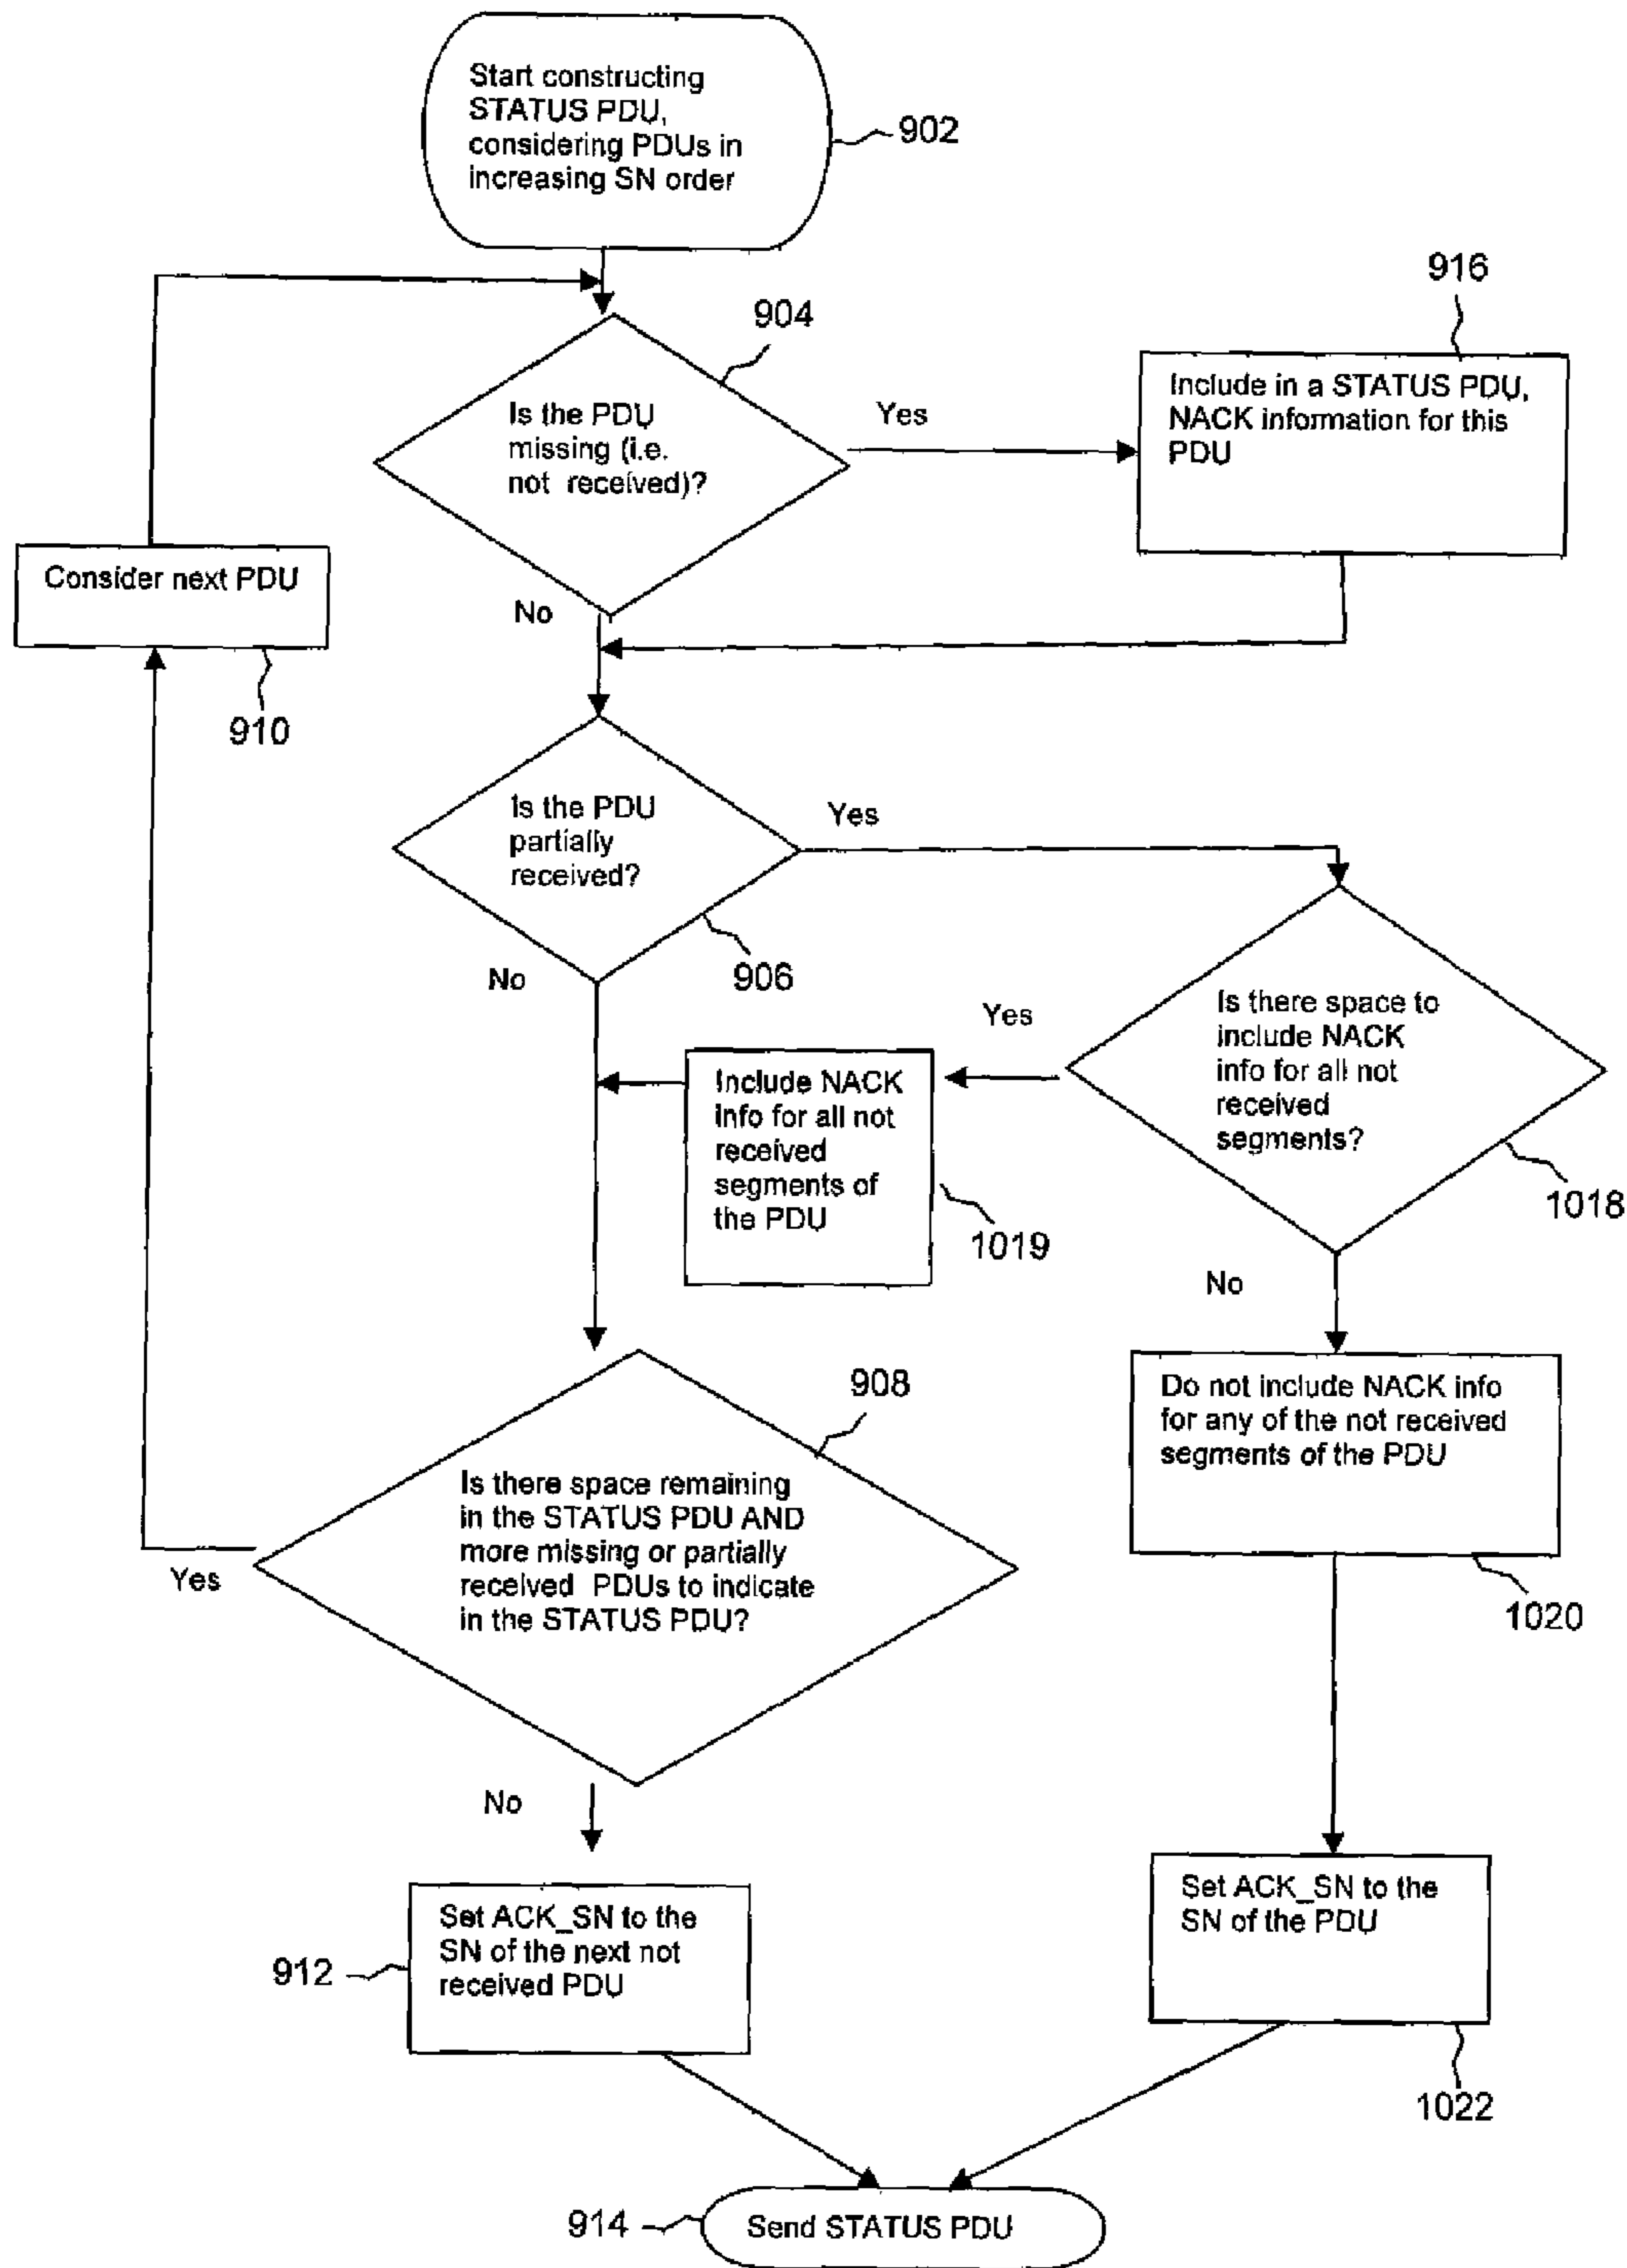 Start constructing
STATUS PDU,
considering PDUs in
increasing SN order
902
916
904
Is the PDU
missing (i.e.
not received)?
Yes
Include in a STATUS PDU,
NACK information for this
PDU
Consider next PDU
No
910
Is the PDU
partially
received?
Yes
906
No
Is there space to
include NACK
info for all not
received
segments?
Yes
Include NACK
info for all not
received
segments of
the PDU
1018
1019
No
908
Do not include NACK info
for any of the not received
segments of the PDU
Is there space remaining
in the STATUS PDU AND
more missing or partially
received PDUs to indicate
in the STATUS PDU?
Yes
1020
No
Set ACK_SN to the
SN of the PDU
Set ACK_SN to the
SN of the next not
received PDU
912
1022
914
Send STATUS PDU